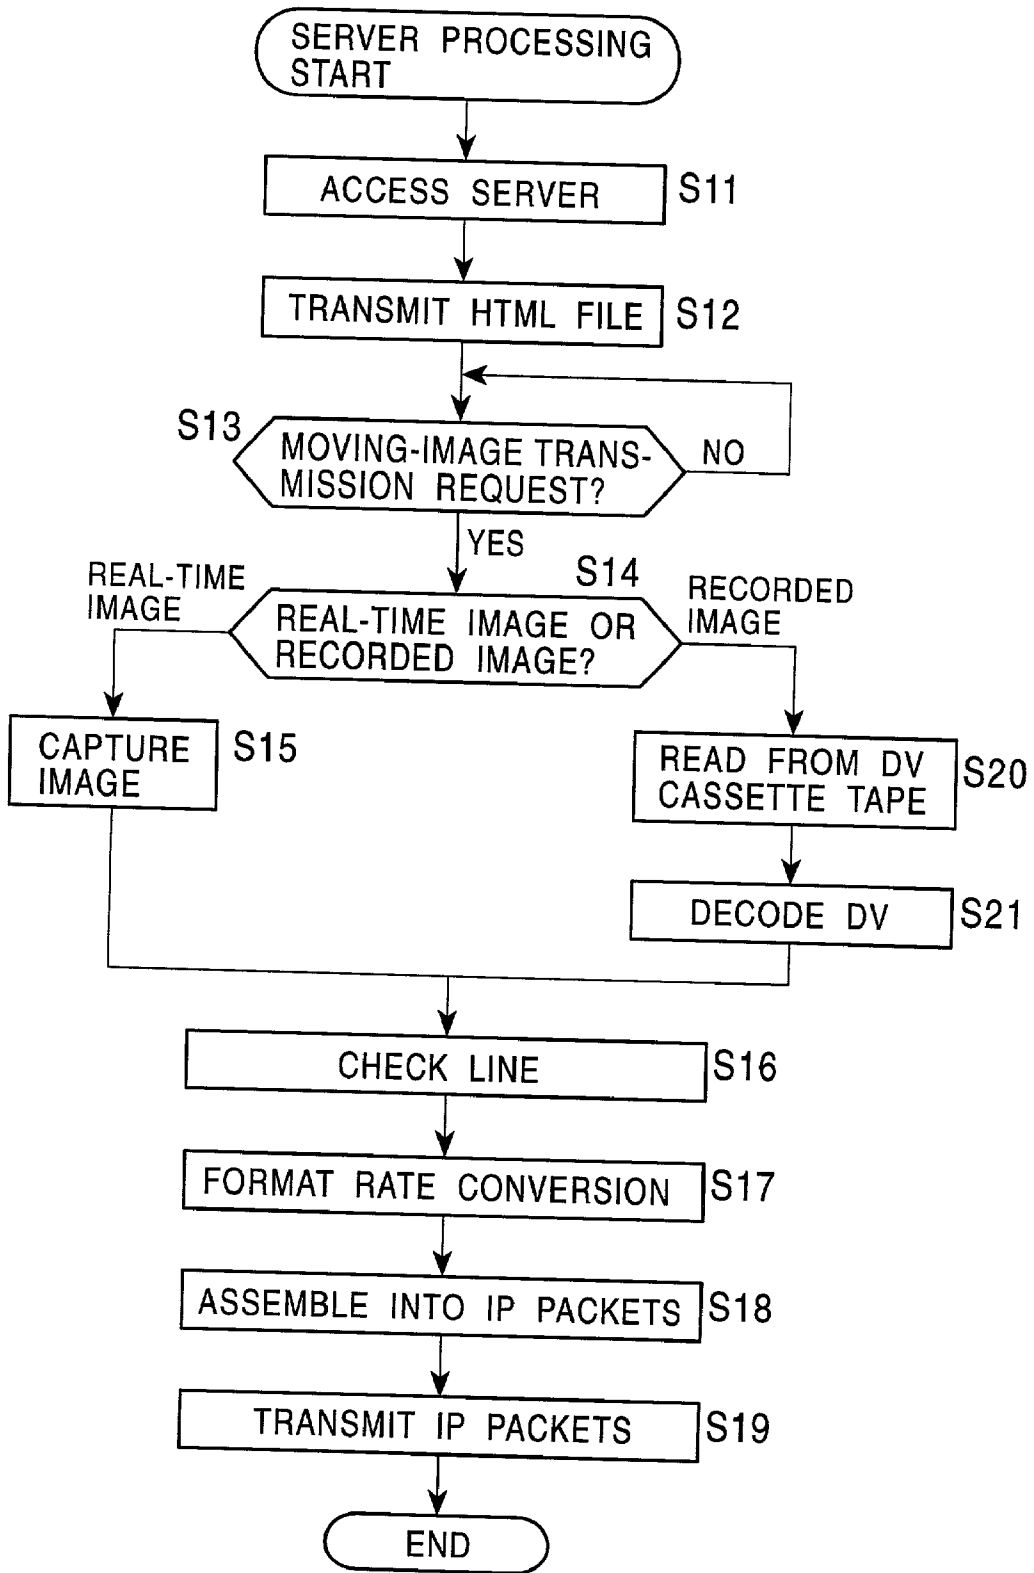 SERVER PROCESSING
START
ACCESS SERVER
S11
TRANSMIT HTML FILE
S12
S13
MOVING-IMAGE TRANS-
MISSION REQUEST?
NO
YES
S14
REAL-TIME
IMAGE
REAL-TIME IMAGE OR
RECORDED IMAGE?
RECORDED
IMAGE
CAPTURE
IMAGE
S15
READ FROM DV
CASSETTE TAPE
S20
DECODE DV
S21
CHECK LINE
S16
FORMAT RATE CONVERSION
S17
ASSEMBLE INTO IP PACKETS
S18
TRANSMIT IP PACKETS
S19
END